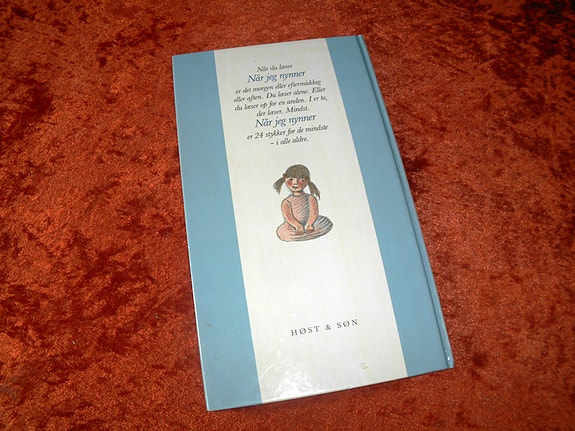 Når du læser
Når jeg nynner
er det morgen eller eftermiddag
eller aften. Du læser alene. Eller
du læser op for en anden. I er to,
der læser. Mindst.
Når jeg nynner
er 24 stykker for de mindste
– i alle aldre.
HØST & SØN